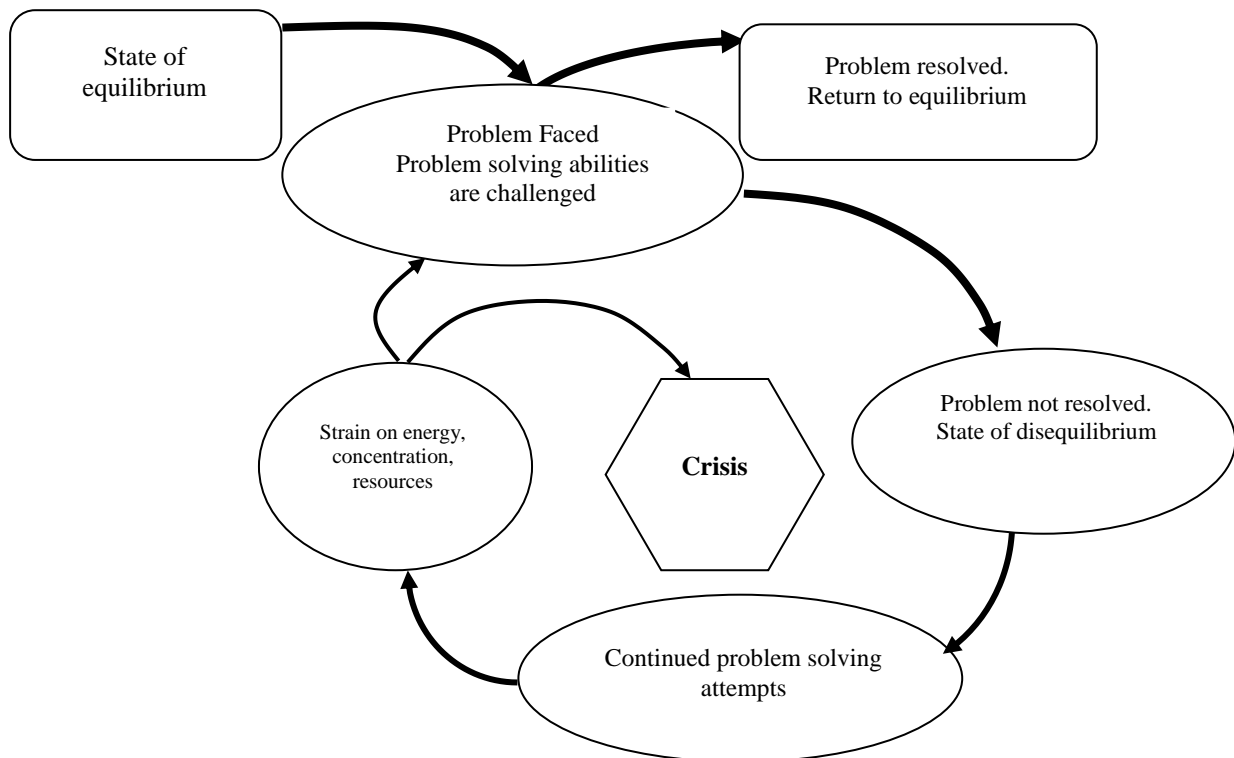 State of
equilibrium
Problem resolved.
Return to equilibrium
Problem Faced
Problem solving abilities
are challenged
Problem not resolved.
State of disequilibrium
Strain on energy,
concentration,
resources
Crisis
Continued problem solving
attempts